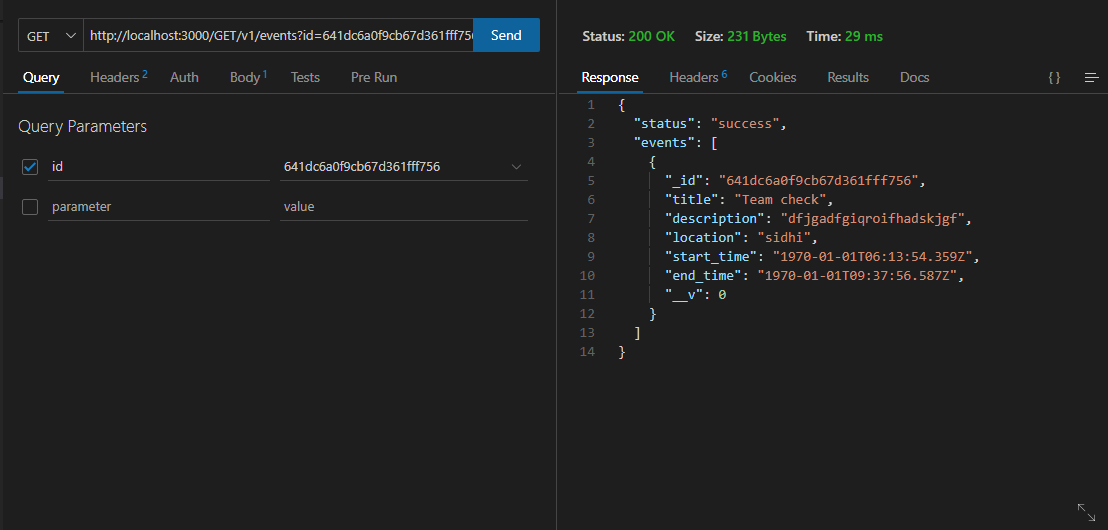 GET http://localhost:3000/GET/v1/events?id=641dc6a0f9cb67d361fff756 Send
Query Headers 2 Auth Body 1 Tests Pre Run
Query Parameters
id 641dc6a0f9cb67d361fff756
parameter value
Status: 200 OK Size: 231 Bytes Time: 29 ms
Response Headers 6 Cookies Results Docs { }
1 {
2 "status": "success",
3 "events": [
4 {
5 "_id": "641dc6a0f9cb67d361fff756",
6 "title": "Team check",
7 "description": "dfjgadfgiqroifhadskjgf",
8 "location": "sidhi",
9 "start_time": "1970-01-01T06:13:54.359Z",
10 "end_time": "1970-01-01T09:37:56.587Z",
11 "__v": 0
12 }
13 ]
14 }